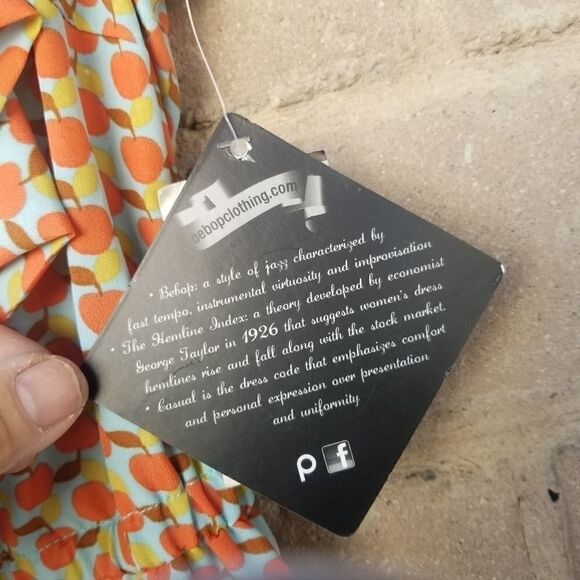 bebopclothing.com
• Bebop: a style of jazz characterized by
fast tempo, instrumental virtuosity and improvisation
• The Hemline Index: a theory developed by economist
George Taylor in 1926 that suggests women's dress
hemlines rise and fall along with the stock market.
• Casual is the dress code that emphasizes comfort
and personal expression over presentation
and uniformity
p f